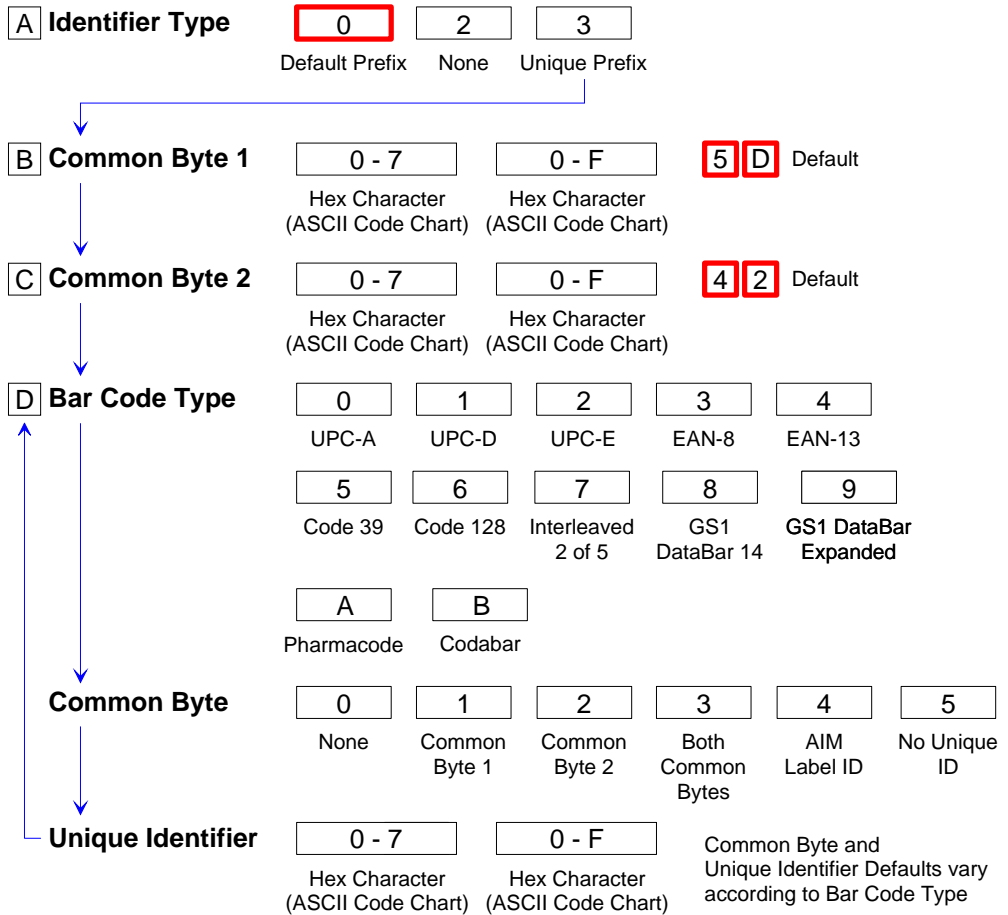 A Identifier Type 0 2 3
Default Prefix None Unique Prefix
B Common Byte 1 0 - 7 0 - F 5 D Default
Hex Character Hex Character
(ASCII Code Chart) (ASCII Code Chart)
C Common Byte 2 0 - 7 0 - F 4 2 Default
Hex Character Hex Character
(ASCII Code Chart) (ASCII Code Chart)
D Bar Code Type 0 1 2 3 4
UPC-A UPC-D UPC-E EAN-8 EAN-13
5 6 7 8 9
Code 39 Code 128 Interleaved GS1 GS1 DataBar
2 of 5 DataBar 14 Expanded
A B
Pharmacode Codabar
Common Byte 0 1 2 3 4 5
None Common Common Both AIM No Unique
Byte 1 Byte 2 Common Label ID ID
Bytes
Unique Identifier 0 - 7 0 - F Common Byte and
Hex Character Hex Character Unique Identifier Defaults vary
(ASCII Code Chart) (ASCII Code Chart) according to Bar Code Type